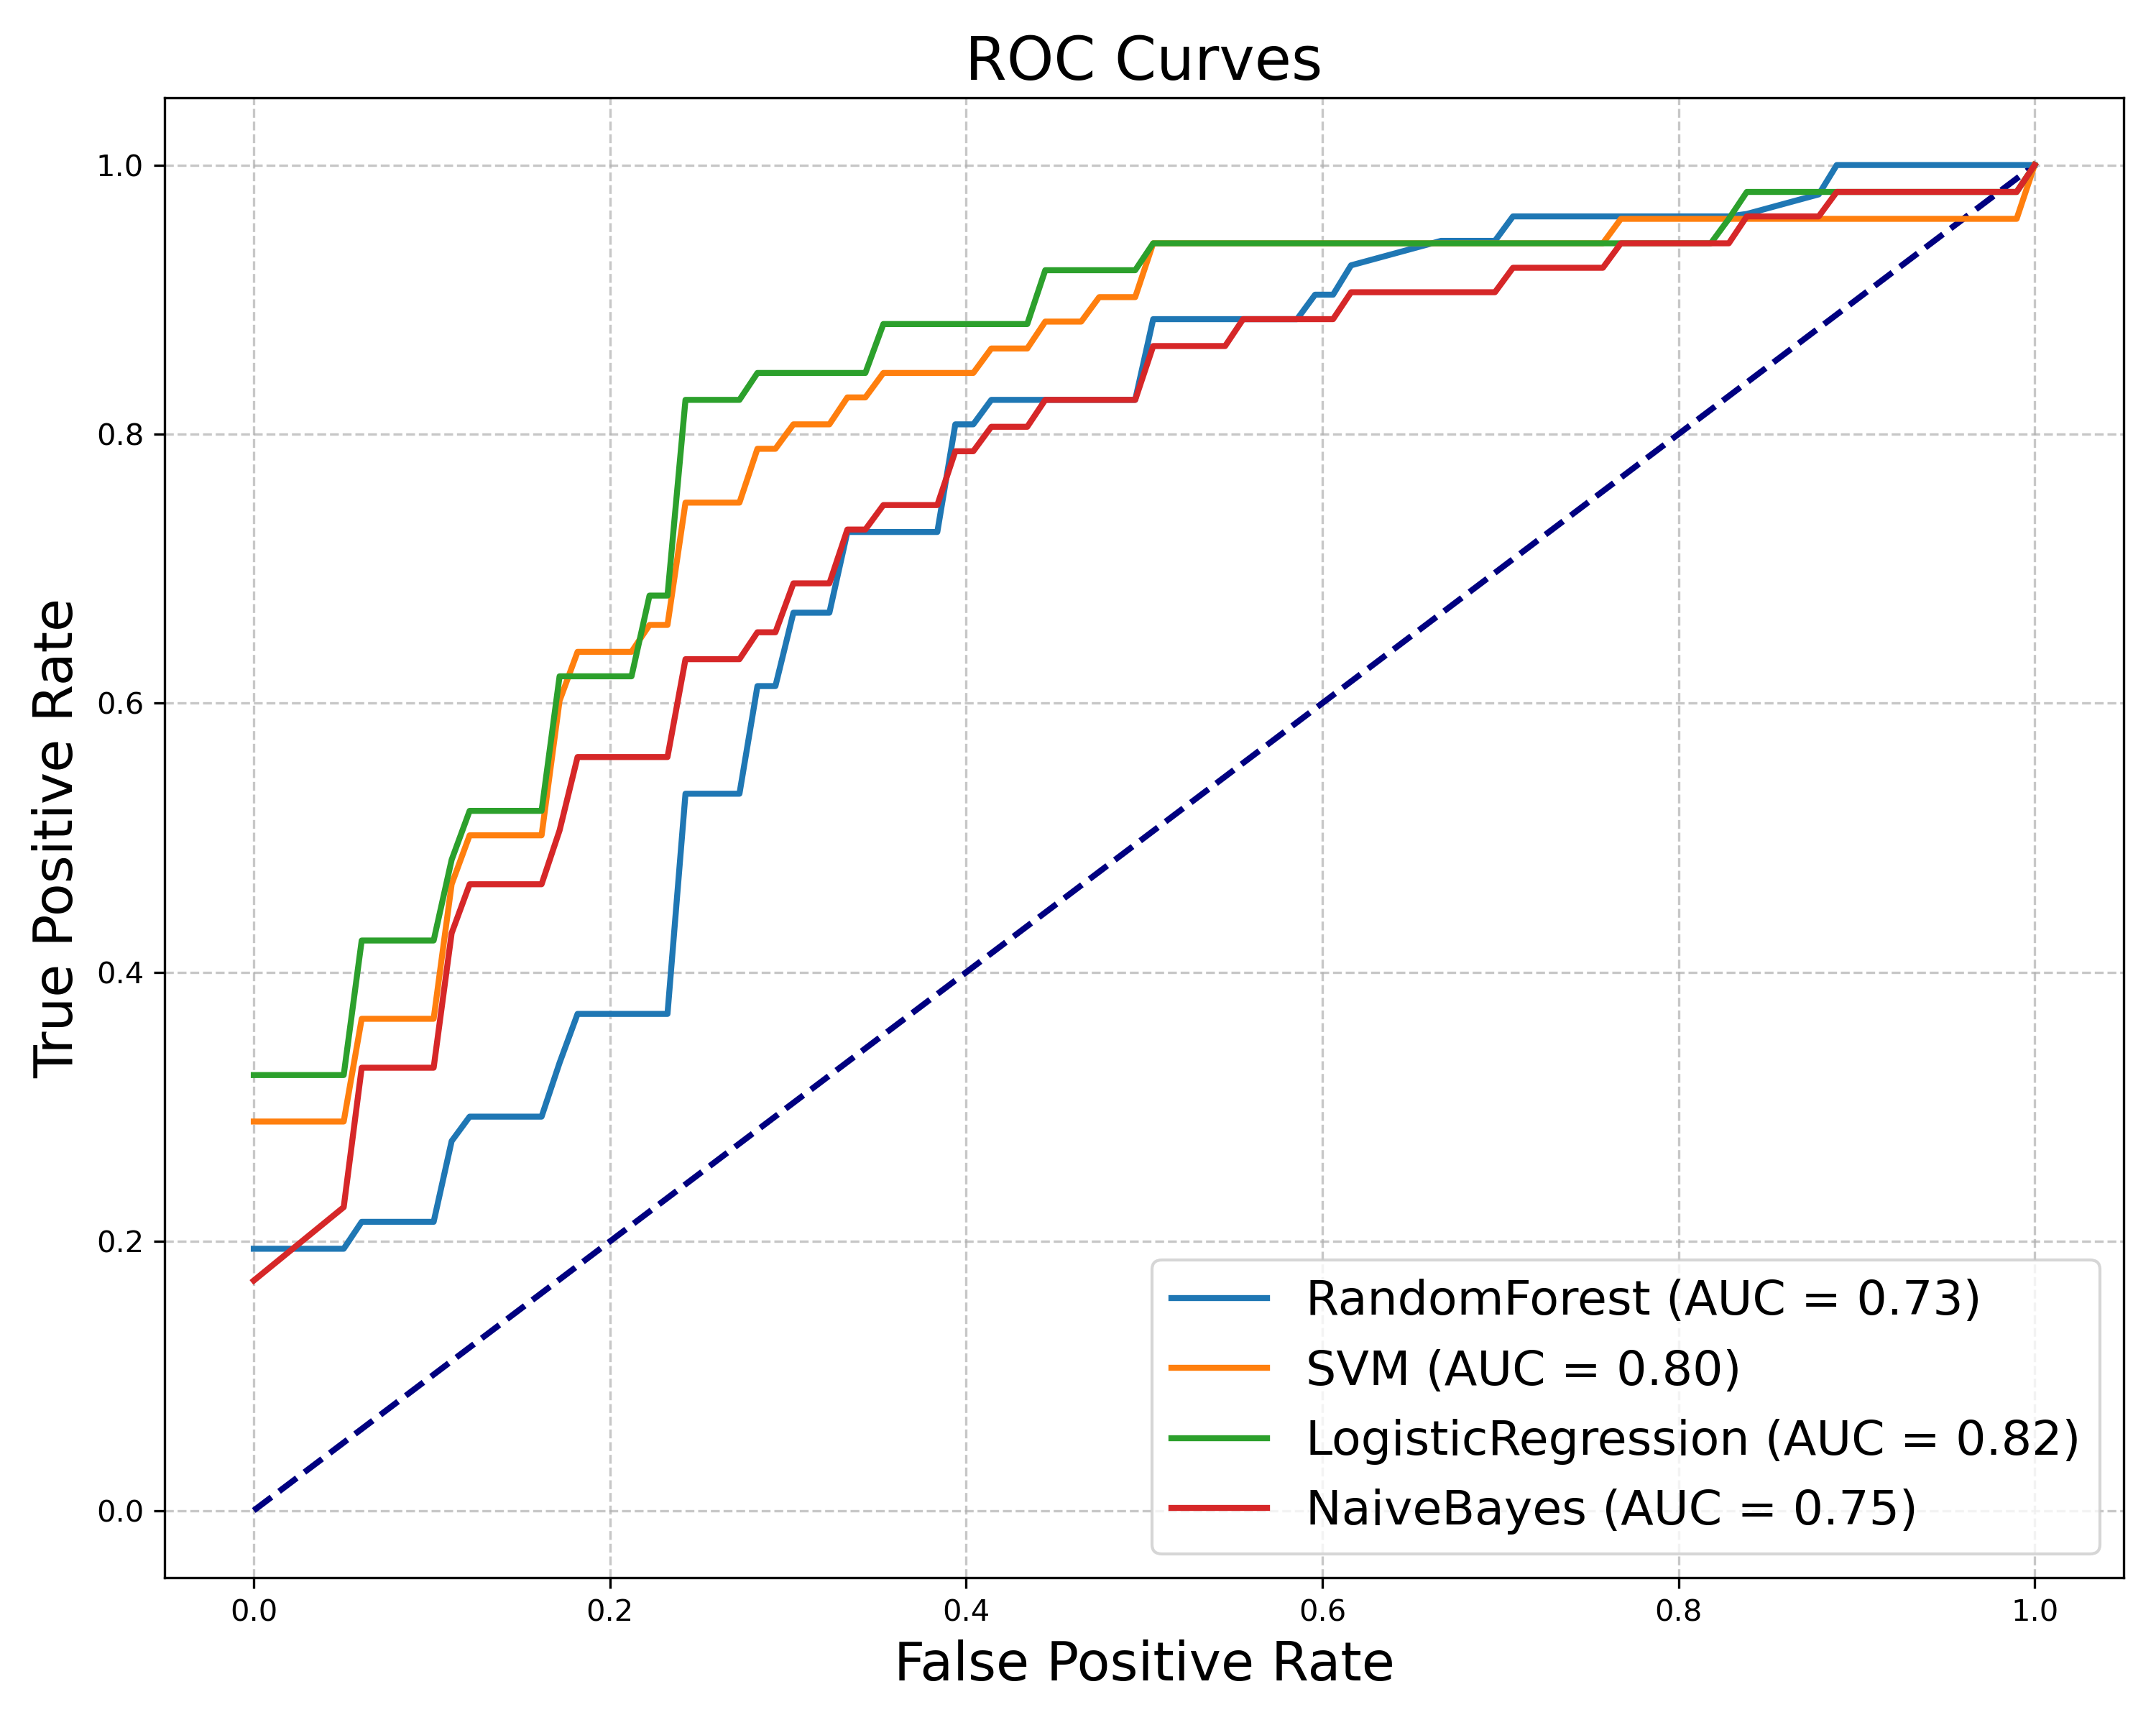 ROC Curves
True Positive Rate
1.0
0.8
0.6
0.4
0.2
0.0
0.0 0.2 0.4 0.6 0.8 1.0
False Positive Rate
RandomForest (AUC = 0.73)
SVM (AUC = 0.80)
LogisticRegression (AUC = 0.82)
NaiveBayes (AUC = 0.75)